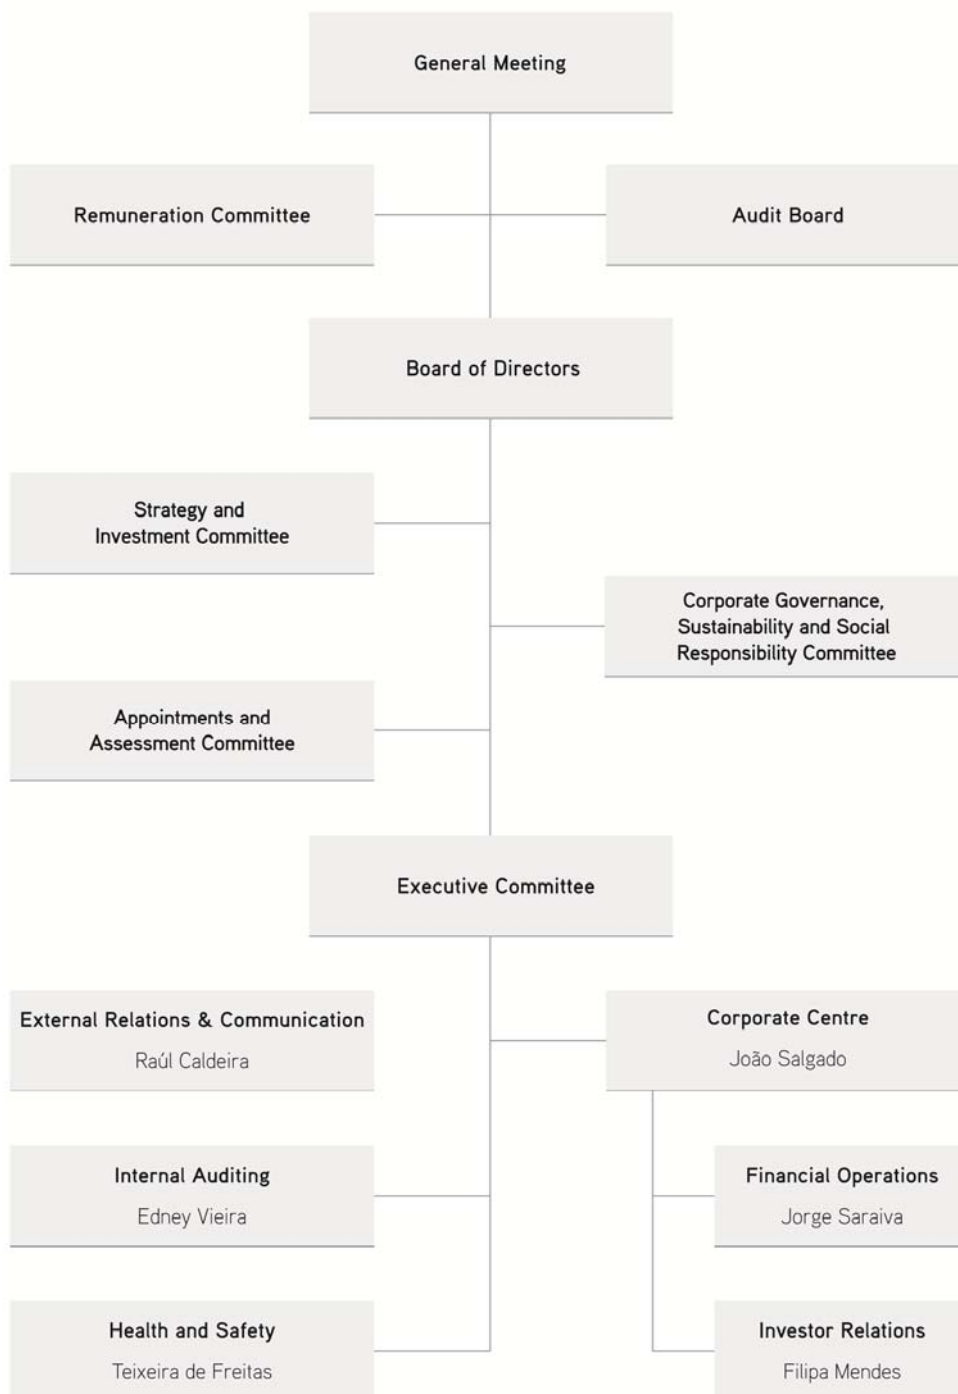 General Meeting
Remuneration Committee
Audit Board
Board of Directors
Strategy and
Investment Committee
Corporate Governance,
Sustainability and Social
Responsibility Committee
Appointments and
Assessment Committee
Executive Committee
External Relations & Communication
Raúl Caldeira
Corporate Centre
João Salgado
Internal Auditing
Edney Vieira
Financial Operations
Jorge Saraiva
Health and Safety
Teixeira de Freitas
Investor Relations
Filipa Mendes